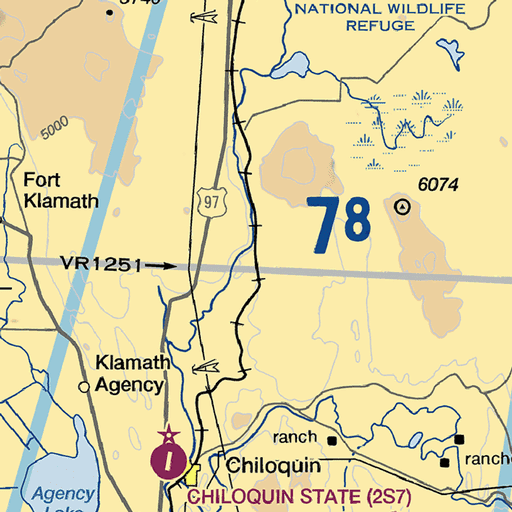 NATIONAL WILDLIFE
REFUGE
5000
Fort
Klamath
97
78
6074
VR1251
Klamath
Agency
ranch
ranch
Chiloquin
Agency
Lake
CHILOQUIN STATE (2S7)